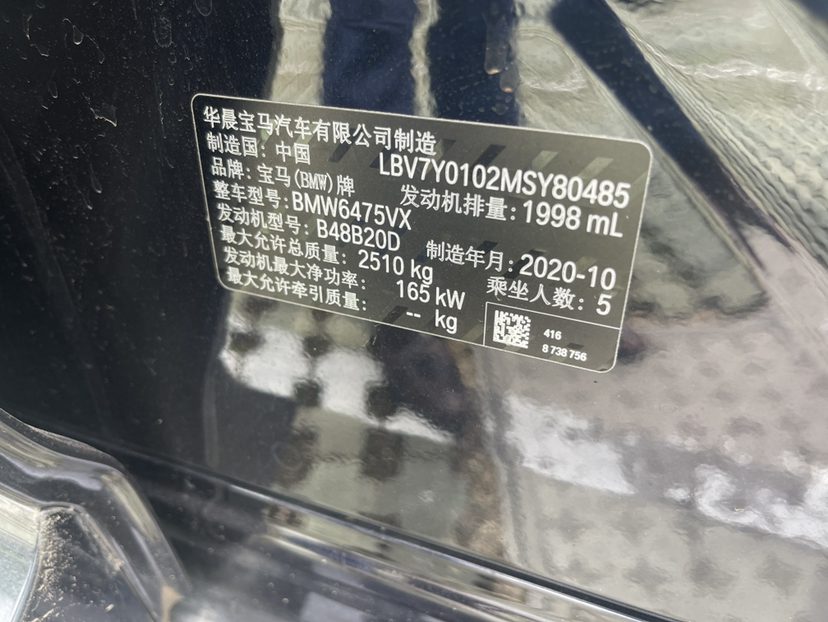 华晨宝马汽车有限公司制造
制造国：中国 LBV7Y0102MSY80485
品牌：宝马(BMW)牌 发动机排量：1998 mL
整车型号：BMW6475VX
发动机型号：B48B20D 制造年月：2020-10
最大允许总质量：2510 kg 乘坐人数：5
发动机最大净功率：165 kW
最大允许牵引质量：-- kg
416
8 738 756